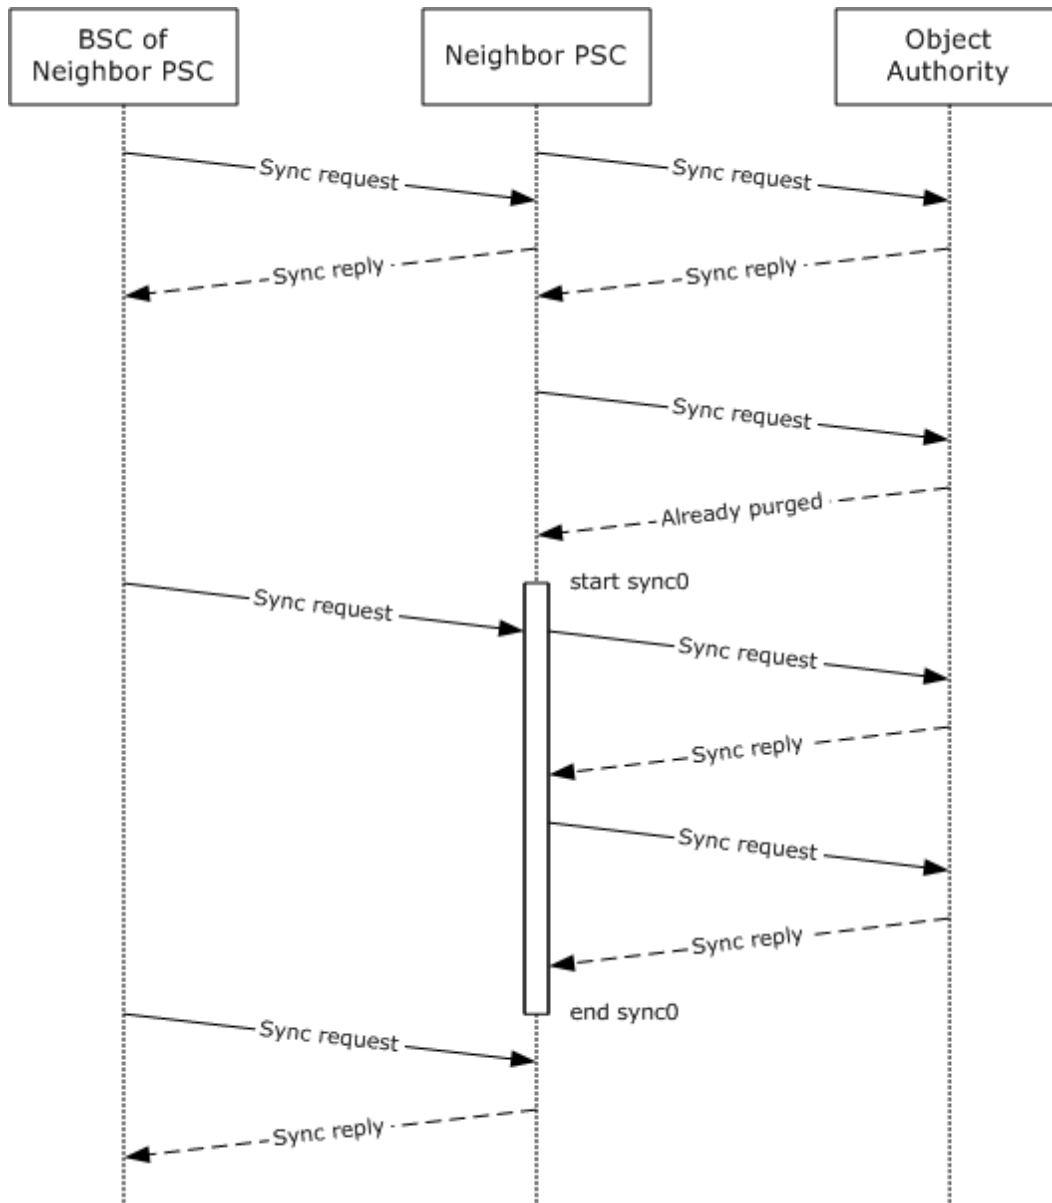 BSC of
Neighbor PSC
Neighbor PSC
Object
Authority
Sync request
Sync request
Sync reply
Sync reply
Sync request
Already purged
start sync0
Sync request
Sync request
Sync reply
Sync request
Sync reply
end sync0
Sync request
Sync reply